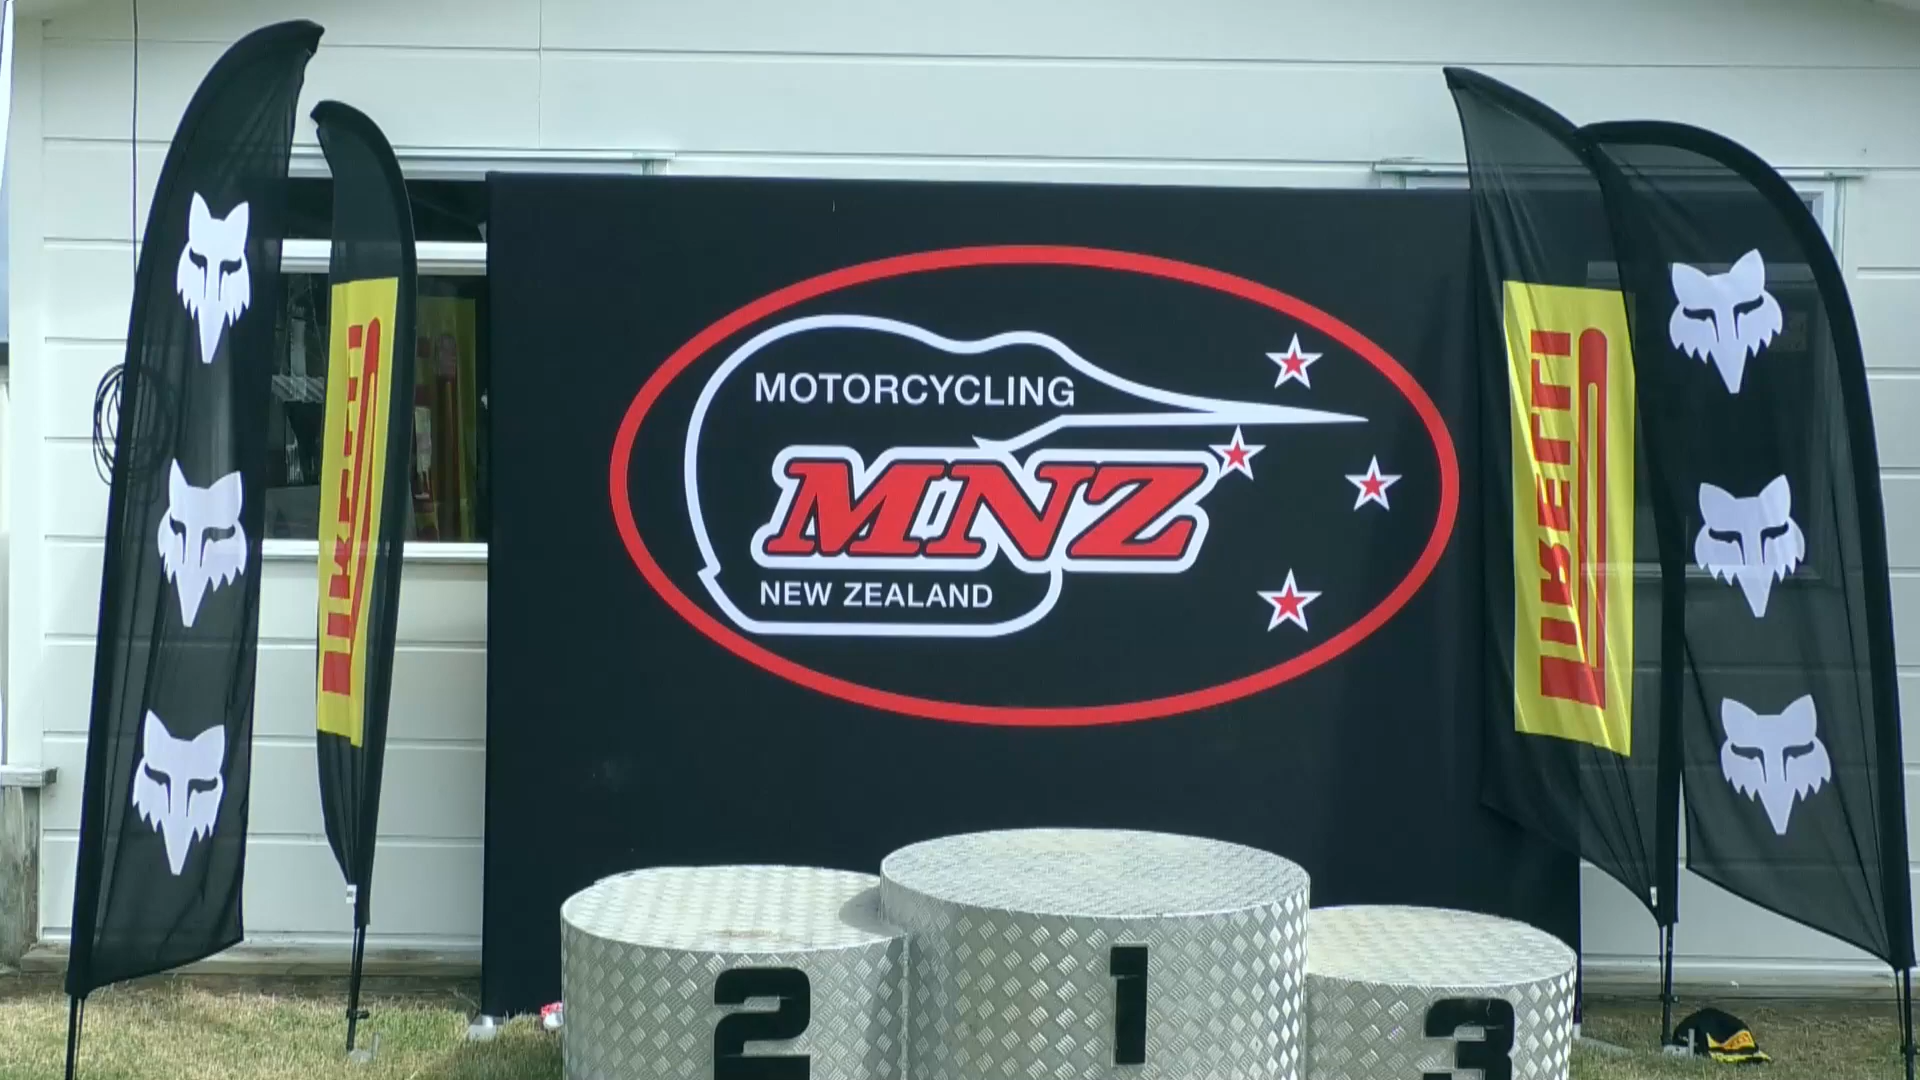 MOTORCYCLING
MNZ
NEW ZEALAND
PIRELLI
PIRELLI
2
1
3